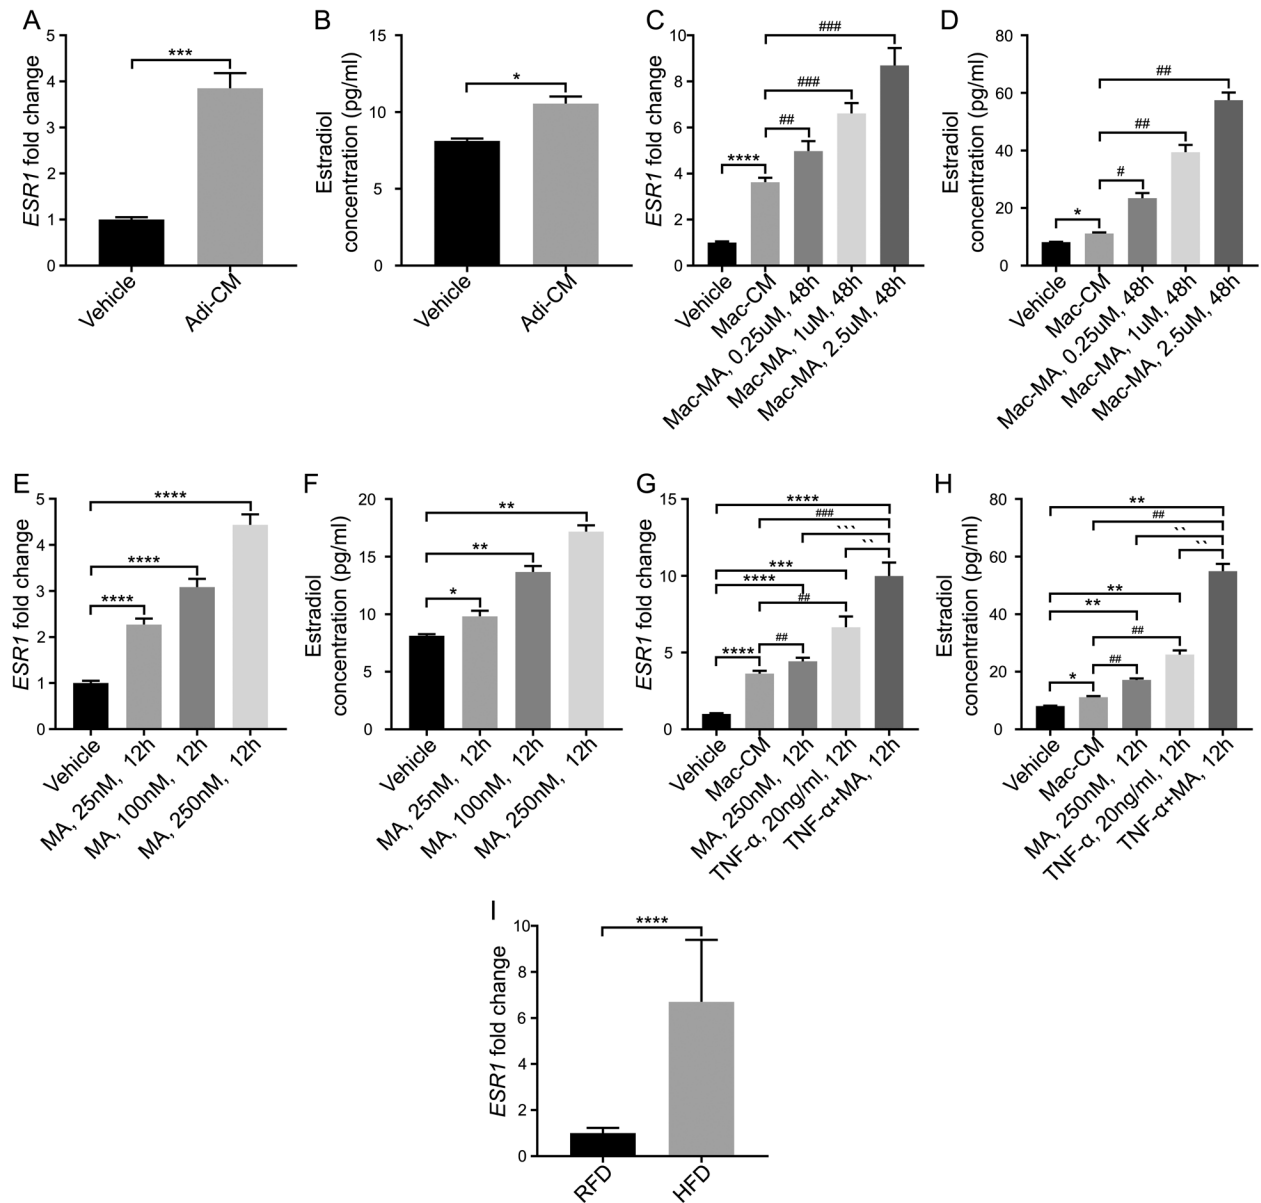 A
ESR1 fold change
5
4
3
2
1
0
***
Vehicle
Adi-CM
B
Estradiol
concentration (pg/ml)
15
10
5
0
*
Vehicle
Adi-CM
C
ESR1 fold change
10
8
6
4
2
0
###
###
##
****
Vehicle
Mac-CM
Mac-MA, 0.25uM, 48h
Mac-MA, 1uM, 48h
Mac-MA, 2.5uM, 48h
D
Estradiol
concentration (pg/ml)
80
60
40
20
0
##
##
#
*
Vehicle
Mac-CM
Mac-MA, 0.25uM, 48h
Mac-MA, 1uM, 48h
Mac-MA, 2.5uM, 48h
E
ESR1 fold change
5
4
3
2
1
0
****
****
****
Vehicle
MA, 25nM, 12h
MA, 100nM, 12h
MA, 250nM, 12h
F
Estradiol
concentration (pg/ml)
20
15
10
5
0
**
**
*
Vehicle
MA, 25nM, 12h
MA, 100nM, 12h
MA, 250nM, 12h
G
ESR1 fold change
15
10
5
0
****
###
```
``
***
****
##
##
****
Vehicle
Mac-CM
MA, 250nM, 12h
TNF-α, 20ng/ml, 12h
TNF-α+MA, 12h
H
Estradiol
concentration (pg/ml)
80
60
40
20
0
**
##
``
``
**
**
##
##
*
Vehicle
Mac-CM
MA, 250nM, 12h
TNF-α, 20ng/ml, 12h
TNF-α+MA, 12h
I
ESR1 fold change
10
8
6
4
2
0
****
RFD
HFD